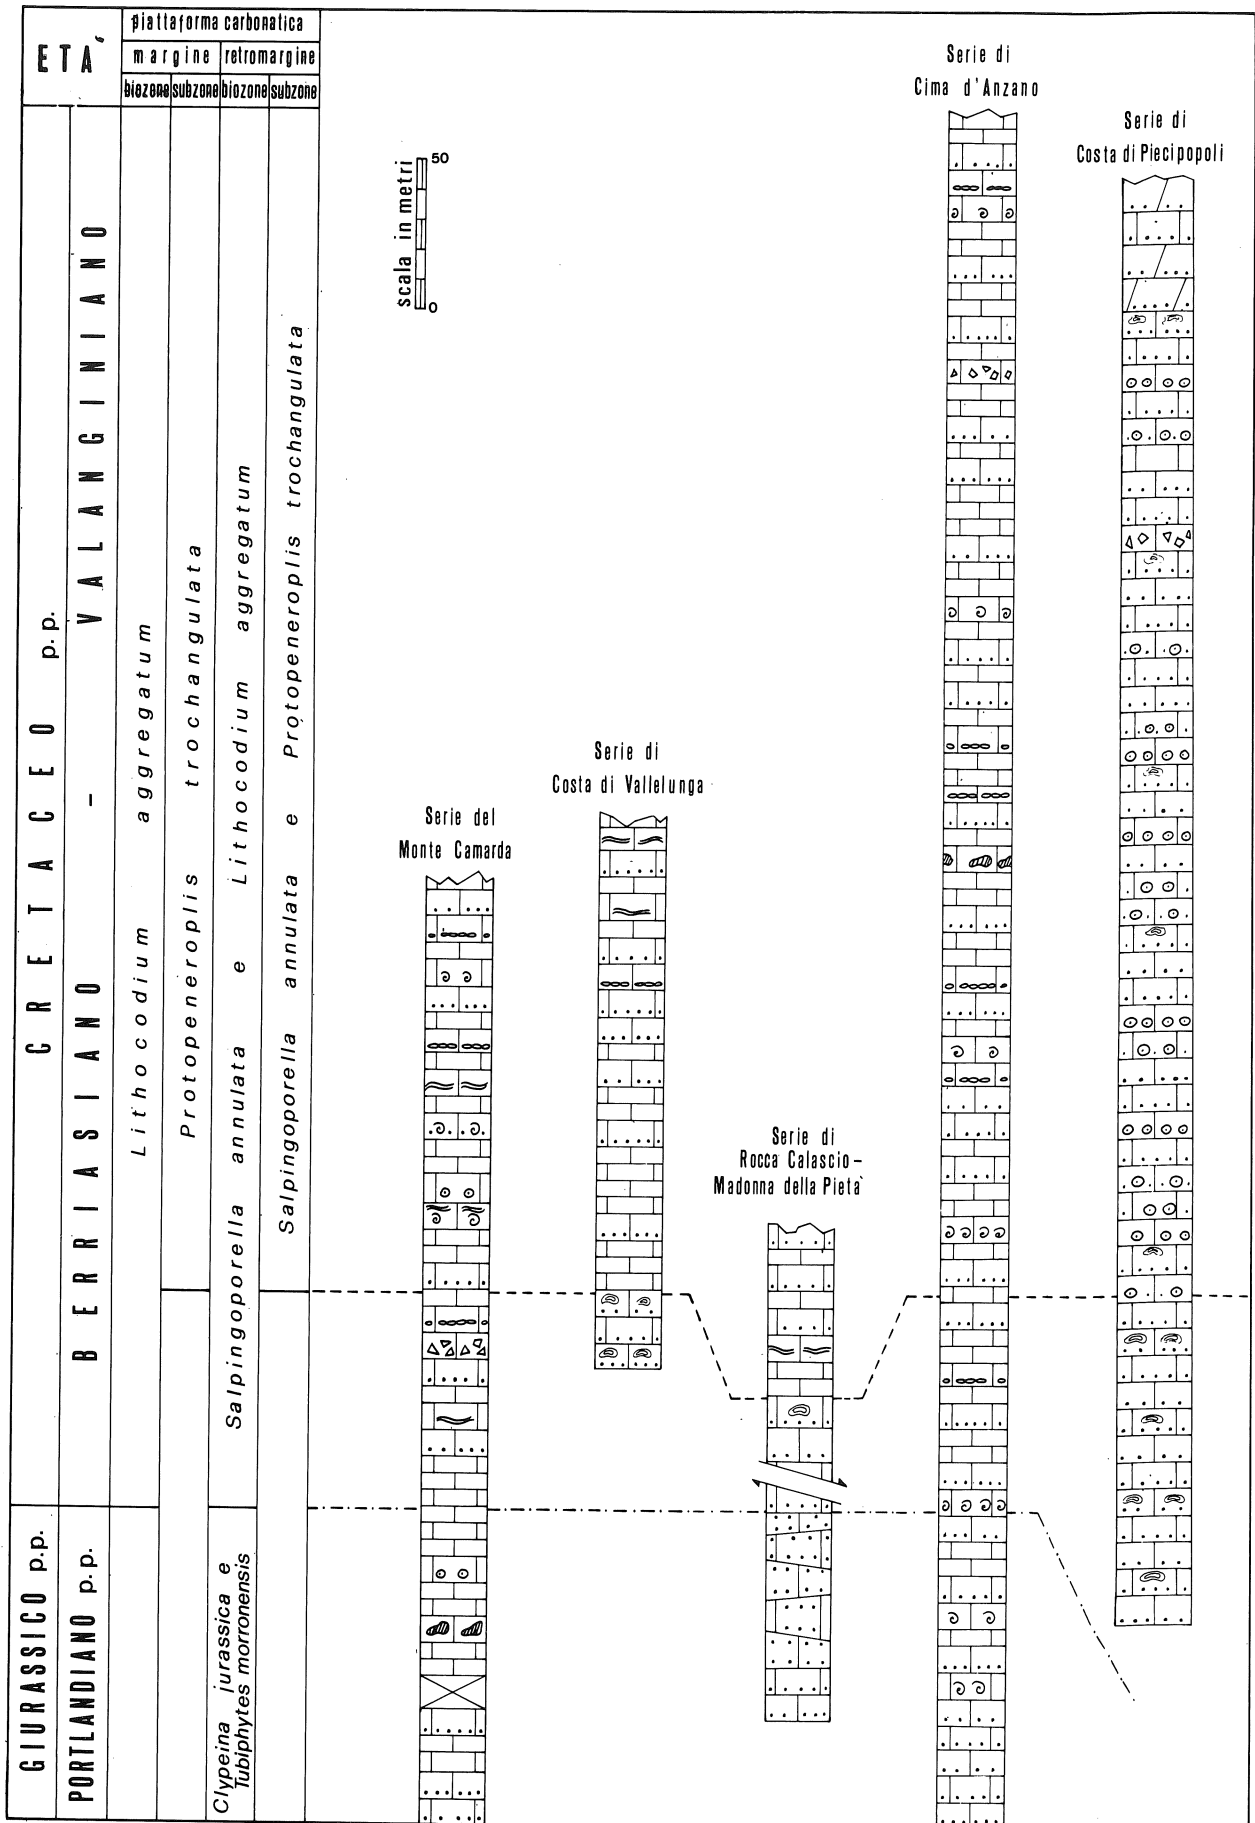 ETÀ
piattaforma carbonatica
margine
retromargine
biozone
subzone
biozone
subzone
CRETACEO p.p.
BERRIASIANO - VALANGINIANO
Lithocodium aggregatum
Protopeneroplis trochangulata
Salpingoporella annulata e Lithocodium aggregatum
Salpingoporella annulata e Protopeneroplis trochangulata
GIURASSICO p.p.
PORTLANDIANO p.p.
Clypeina jurassica e
Tubiphytes morronensis
scala in metri
50
0
Serie del
Monte Camarda
Serie di
Costa di Vallelunga
Serie di
Rocca Calascio–
Madonna della Pietà
Serie di
Cima d'Anzano
Serie di
Costa di Piecipopoli